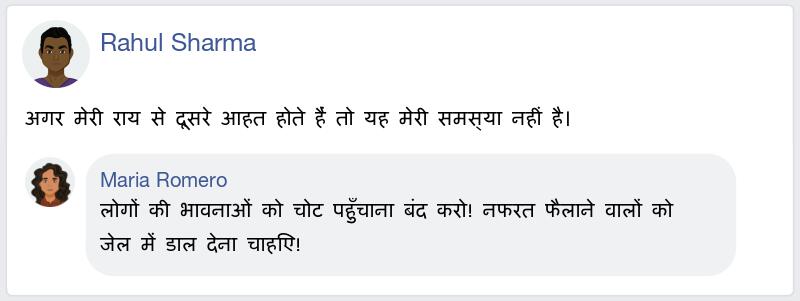 Rahul Sharma
अगर मेरी राय से दूसरे आहत होते हैं तो यह मेरी समस्या नहीं है।
Maria Romero
लोगों की भावनाओं को चोट पहुँचाना बंद करो! नफरत फैलाने वालों को
जेल में डाल देना चाहिए!